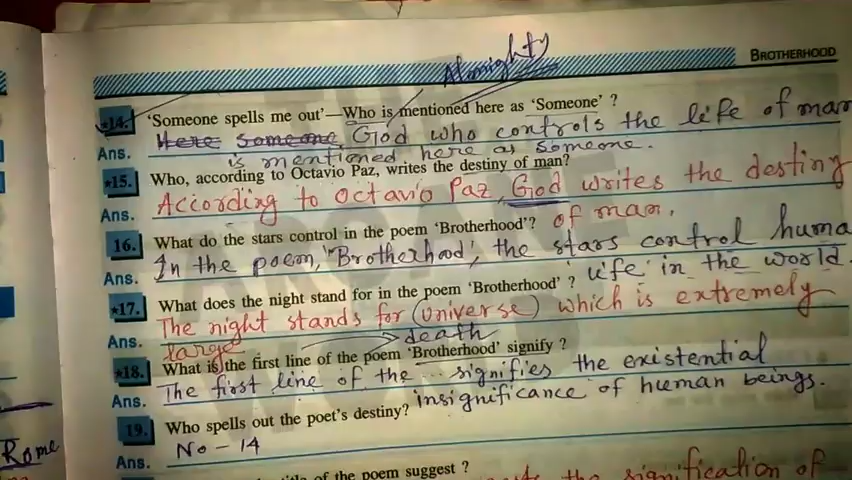 BROTHERHOOD
Almighty
*14. 'Someone spells me out'—Who is mentioned here as 'Someone' ?
Ans. Here someone, God who controls the life of man
is mentioned here as someone.
*15. Who, according to Octavio Paz, writes the destiny of man?
Ans. According to Octavio Paz, God writes the destiny
of man.
16. What do the stars control in the poem 'Brotherhood'?
Ans. In the poem, 'Brotherhood', the stars control huma
life in the world.
*17. What does the night stand for in the poem 'Brotherhood' ?
Ans. The night stands for (universe) which is extremely
large
death
*18. What is the first line of the poem 'Brotherhood' signify ?
Ans. The first line of the ... signifies the existential
insignificance of human beings.
19. Who spells out the poet's destiny?
Ans. No - 14
Rome
of the poem suggest ?
the signification of